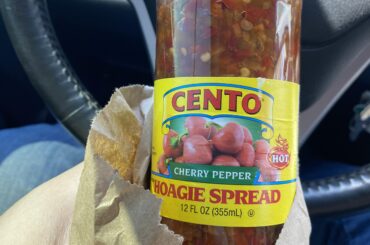 CENTO®
HOT
CHERRY PEPPER
HOAGIE SPREAD
12 FL OZ (355mL)